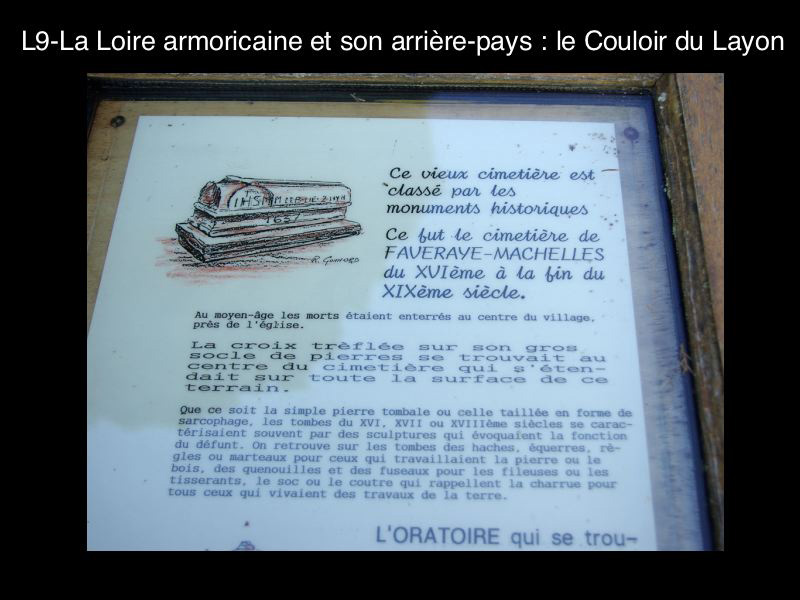 L9-La Loire armoricaine et son arrière-pays : le Couloir du Layon
IHS
1637
Ce vieux cimetière est
classé par les
monuments historiques
Ce fut le cimetière de
FAVERAYE-MACHELLES
du XVIème à la fin du
XIXème siècle.
Au moyen-âge les morts étaient enterrés au centre du village,
prés de l'église.
La croix trèflée sur son gros
socle de pierres se trouvait au
centre du cimetière qui s'éten-
dait sur toute la surface de ce
terrain.
Que ce soit la simple pierre tombale ou celle taillée en forme de
sarcophage, les tombes du XVI, XVII ou XVIIIème siècles se carac-
térisaient souvent par des sculptures qui évoquaient la fonction
du défunt. On retrouve sur les tombes des haches, équerres, rè-
gles ou marteaux pour ceux qui travaillaient la pierre ou le
bois, des quenouilles et des fuseaux pour les fileuses ou les
tisserants, le soc ou le coutre qui rappellent la charrue pour
tous ceux qui vivaient des travaux de la terre.
L'ORATOIRE qui se trou-